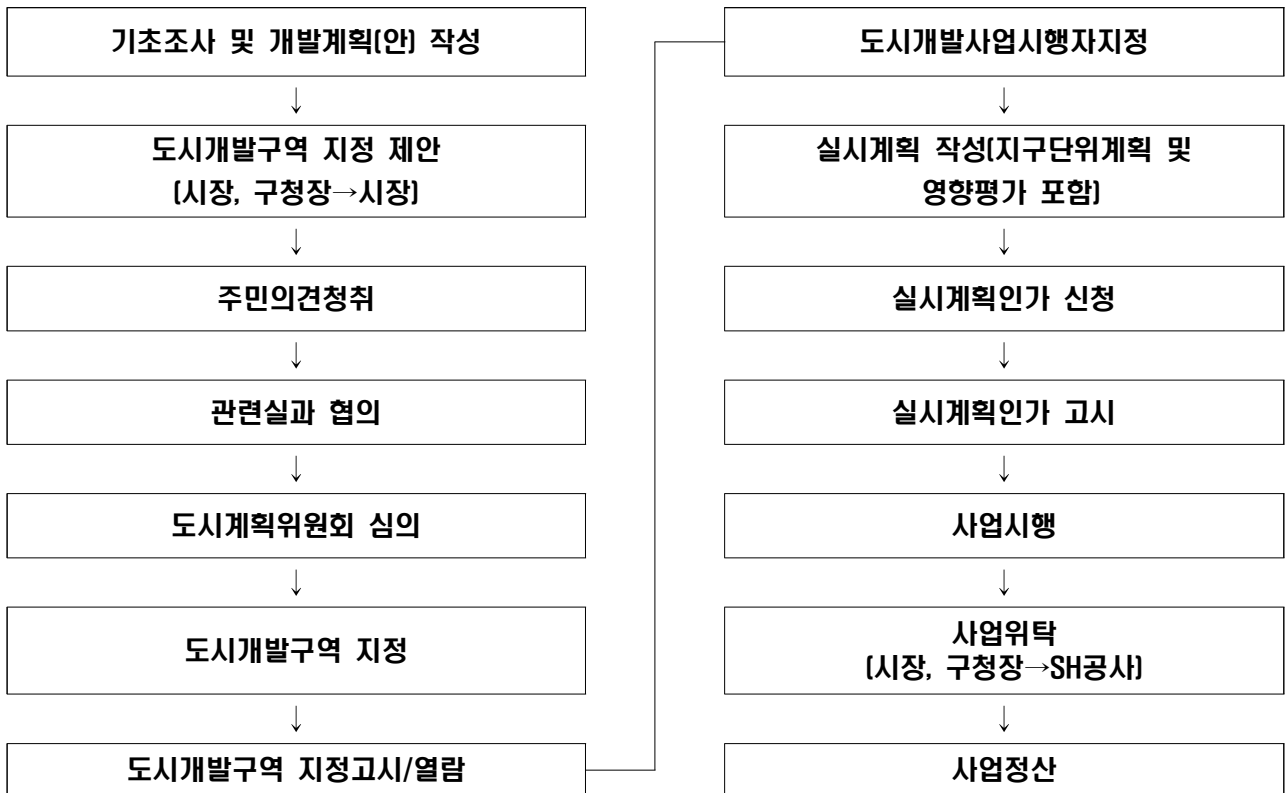 기초조사 및 개발계획(안) 작성
↓
도시개발구역 지정 제안
(시장, 구청장→시장)
↓
주민의견청취
↓
관련실과 협의
↓
도시계획위원회 심의
↓
도시개발구역 지정
↓
도시개발구역 지정고시/열람
도시개발사업시행자지정
↓
실시계획 작성(지구단위계획 및
영향평가 포함)
↓
실시계획인가 신청
↓
실시계획인가 고시
↓
사업시행
↓
사업위탁
(시장, 구청장→SH공사)
↓
사업정산